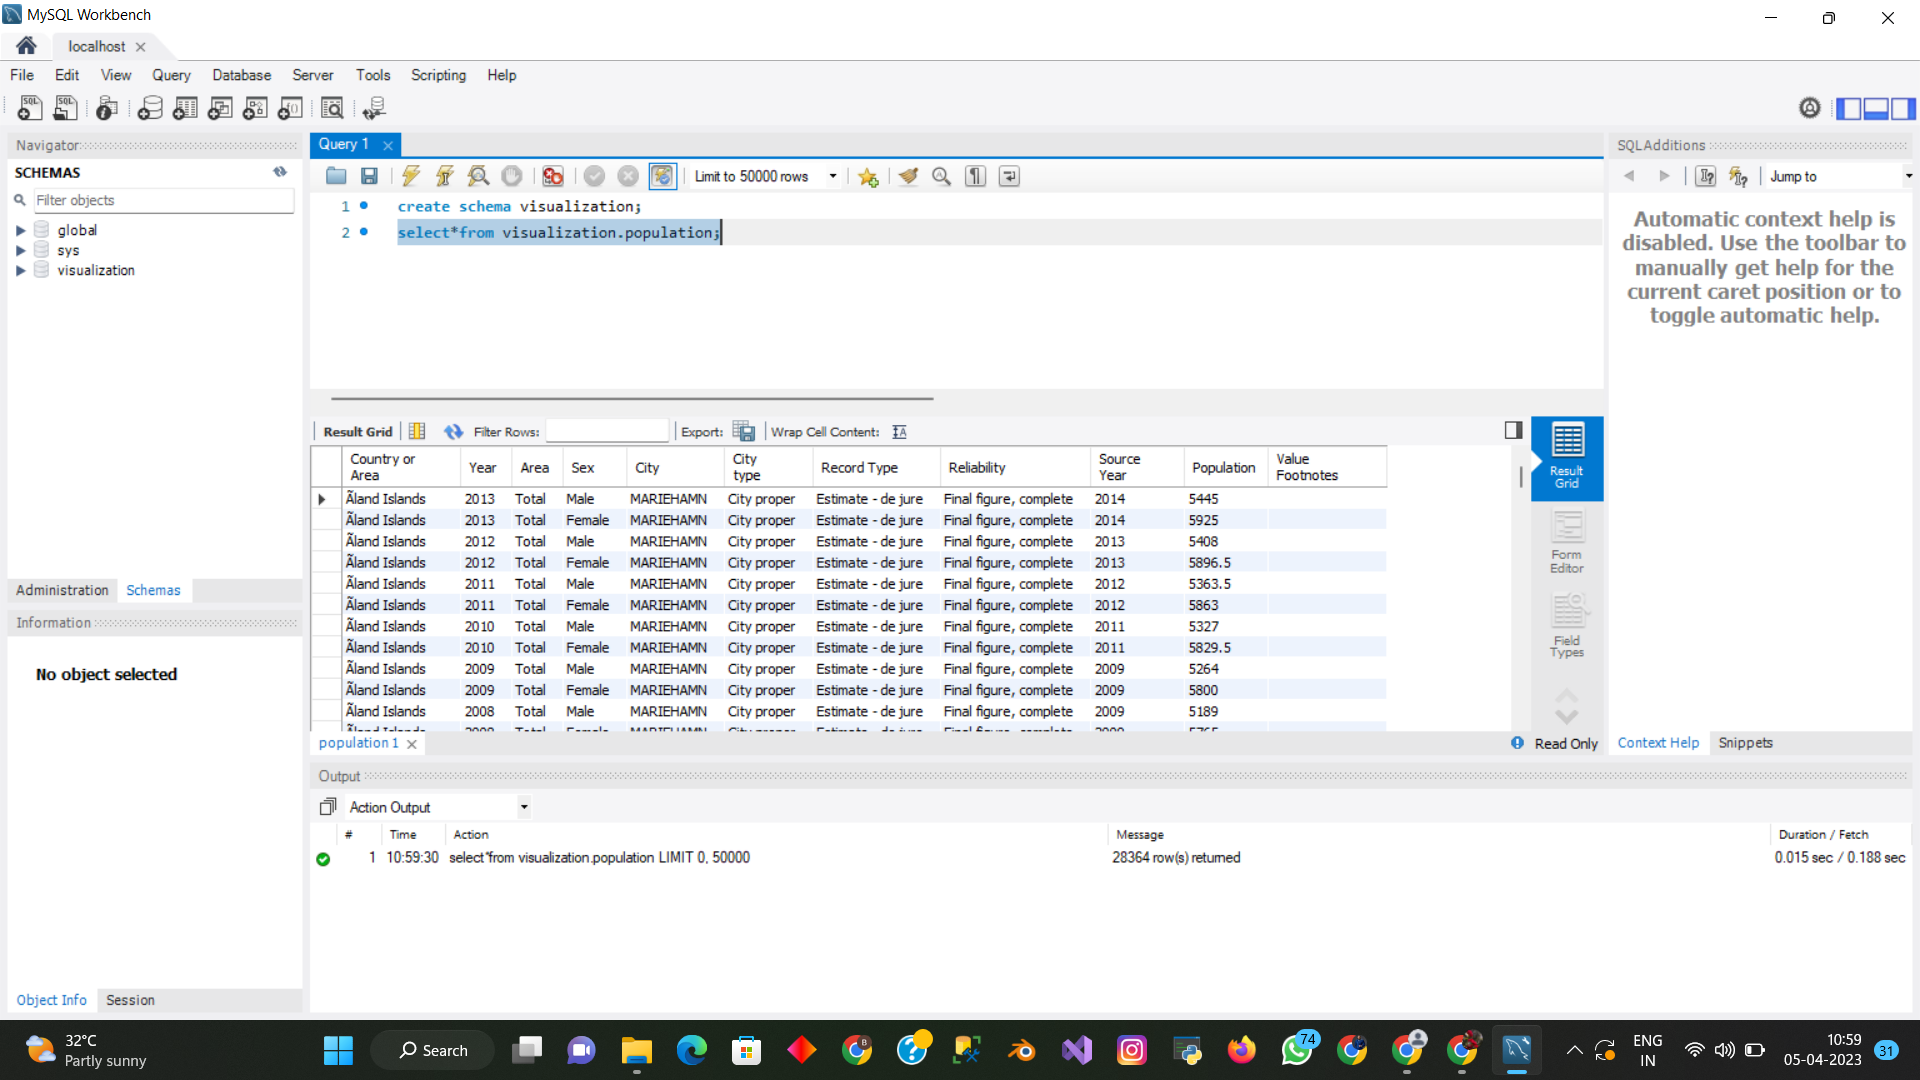 MySQL Workbench
localhost
File Edit View Query Database Server Tools Scripting Help
Navigator
SCHEMAS
Filter objects
global
sys
visualization
Administration Schemas
Information
No object selected
Object Info Session
Query 1
Limit to 50000 rows
1 create schema visualization;
2 select*from visualization.population;
Result Grid Filter Rows: Export: Wrap Cell Content:
Country or Area Year Area Sex City City type Record Type Reliability Source Year Population Value Footnotes
Ãland Islands 2013 Total Male MARIEHAMN City proper Estimate - de jure Final figure, complete 2014 5445
Ãland Islands 2013 Total Female MARIEHAMN City proper Estimate - de jure Final figure, complete 2014 5925
Ãland Islands 2012 Total Male MARIEHAMN City proper Estimate - de jure Final figure, complete 2013 5408
Ãland Islands 2012 Total Female MARIEHAMN City proper Estimate - de jure Final figure, complete 2013 5896.5
Ãland Islands 2011 Total Male MARIEHAMN City proper Estimate - de jure Final figure, complete 2012 5363.5
Ãland Islands 2011 Total Female MARIEHAMN City proper Estimate - de jure Final figure, complete 2012 5863
Ãland Islands 2010 Total Male MARIEHAMN City proper Estimate - de jure Final figure, complete 2011 5327
Ãland Islands 2010 Total Female MARIEHAMN City proper Estimate - de jure Final figure, complete 2011 5829.5
Ãland Islands 2009 Total Male MARIEHAMN City proper Estimate - de jure Final figure, complete 2009 5264
Ãland Islands 2009 Total Female MARIEHAMN City proper Estimate - de jure Final figure, complete 2009 5800
Ãland Islands 2008 Total Male MARIEHAMN City proper Estimate - de jure Final figure, complete 2009 5189
Result
Grid
Form
Editor
Field
Types
population 1
Read Only
SQLAdditions
Jump to
Automatic context help is
disabled. Use the toolbar to
manually get help for the
current caret position or to
toggle automatic help.
Context Help Snippets
Output
Action Output
# Time Action Message Duration / Fetch
1 10:59:30 select*from visualization.population LIMIT 0, 50000 28364 row(s) returned 0.015 sec / 0.188 sec
32°C
Partly sunny
Search
74
ENG
IN
10:59
05-04-2023
31